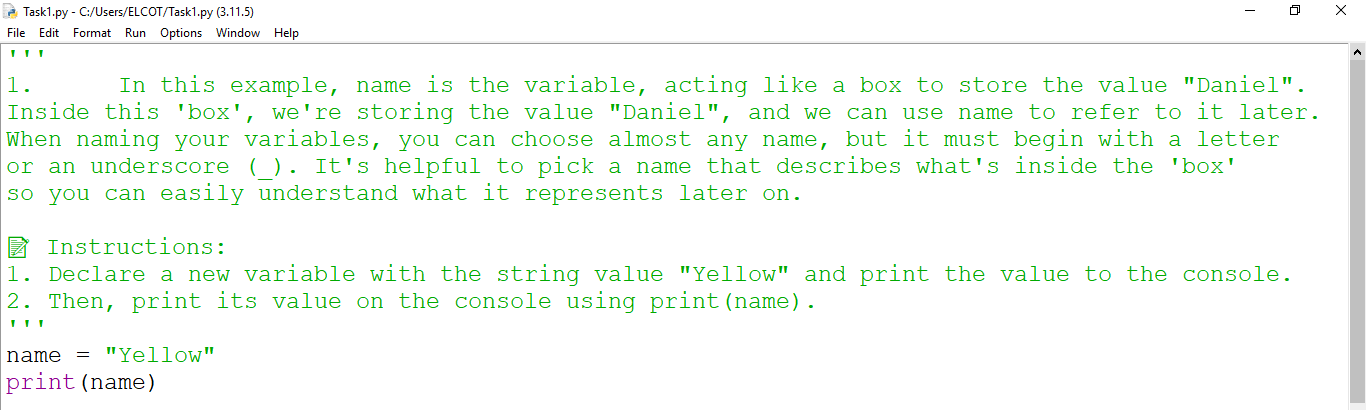 Task1.py - C:/Users/ELCOT/Task1.py (3.11.5)
File Edit Format Run Options Window Help
'''
1.      In this example, name is the variable, acting like a box to store the value "Daniel".
Inside this 'box', we're storing the value "Daniel", and we can use name to refer to it later.
When naming your variables, you can choose almost any name, but it must begin with a letter
or an underscore (_). It's helpful to pick a name that describes what's inside the 'box'
so you can easily understand what it represents later on.
📝 Instructions:
1. Declare a new variable with the string value "Yellow" and print the value to the console.
2. Then, print its value on the console using print(name).
'''
name = "Yellow"
print(name)